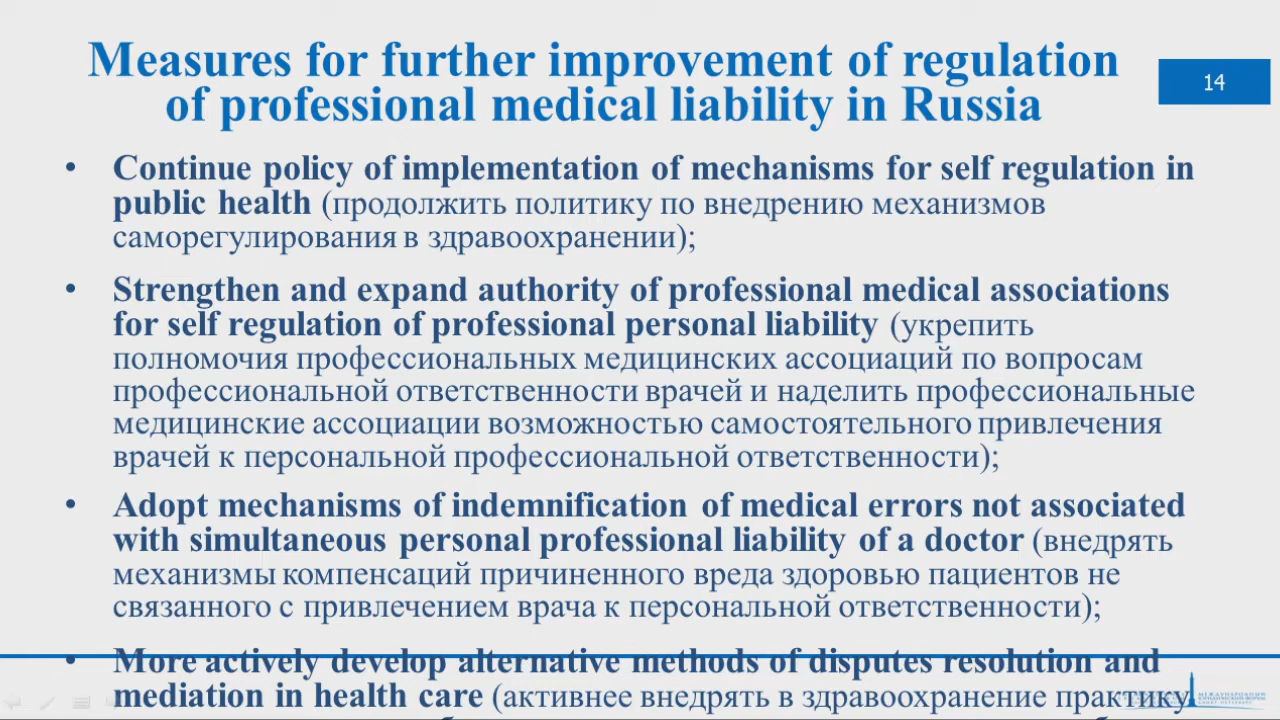 Measures for further improvement of regulation
of professional medical liability in Russia
14
• Continue policy of implementation of mechanisms for self regulation in
public health (продолжить политику по внедрению механизмов
саморегулирования в здравоохранении);
• Strengthen and expand authority of professional medical associations
for self regulation of professional personal liability (укрепить
полномочия профессиональных медицинских ассоциаций по вопросам
профессиональной ответственности врачей и наделить профессиональные
медицинские ассоциации возможностью самостоятельного привлечения
врачей к персональной профессиональной ответственности);
• Adopt mechanisms of indemnification of medical errors not associated
with simultaneous personal professional liability of a doctor (внедрять
механизмы компенсаций причиненного вреда здоровью пациентов не
связанного с привлечением врача к персональной ответственности);
• More actively develop alternative methods of disputes resolution and
mediation in health care (активнее внедрять в здравоохранение практику